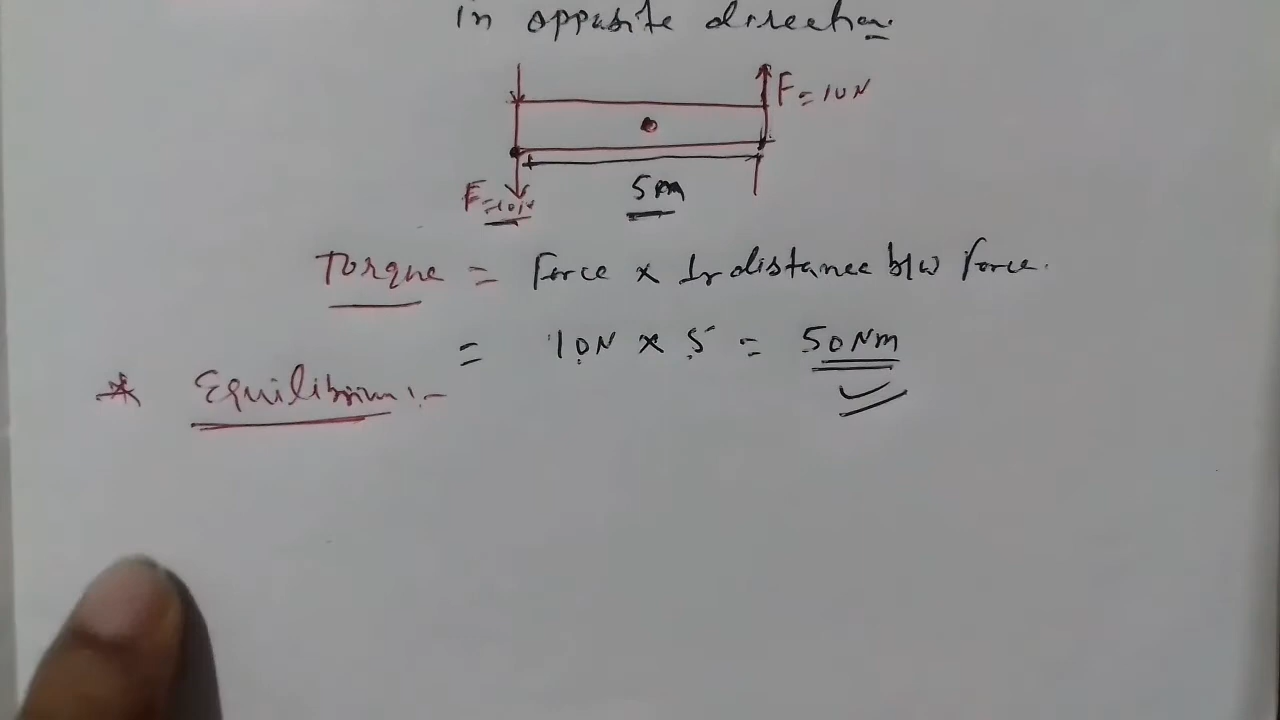 in opposite direction.
F = 10N
F = 10N
5m
Torque = Force x ⊥r distance b/w force.
= 10N x 5 = 50Nm
* Equilibrium :-